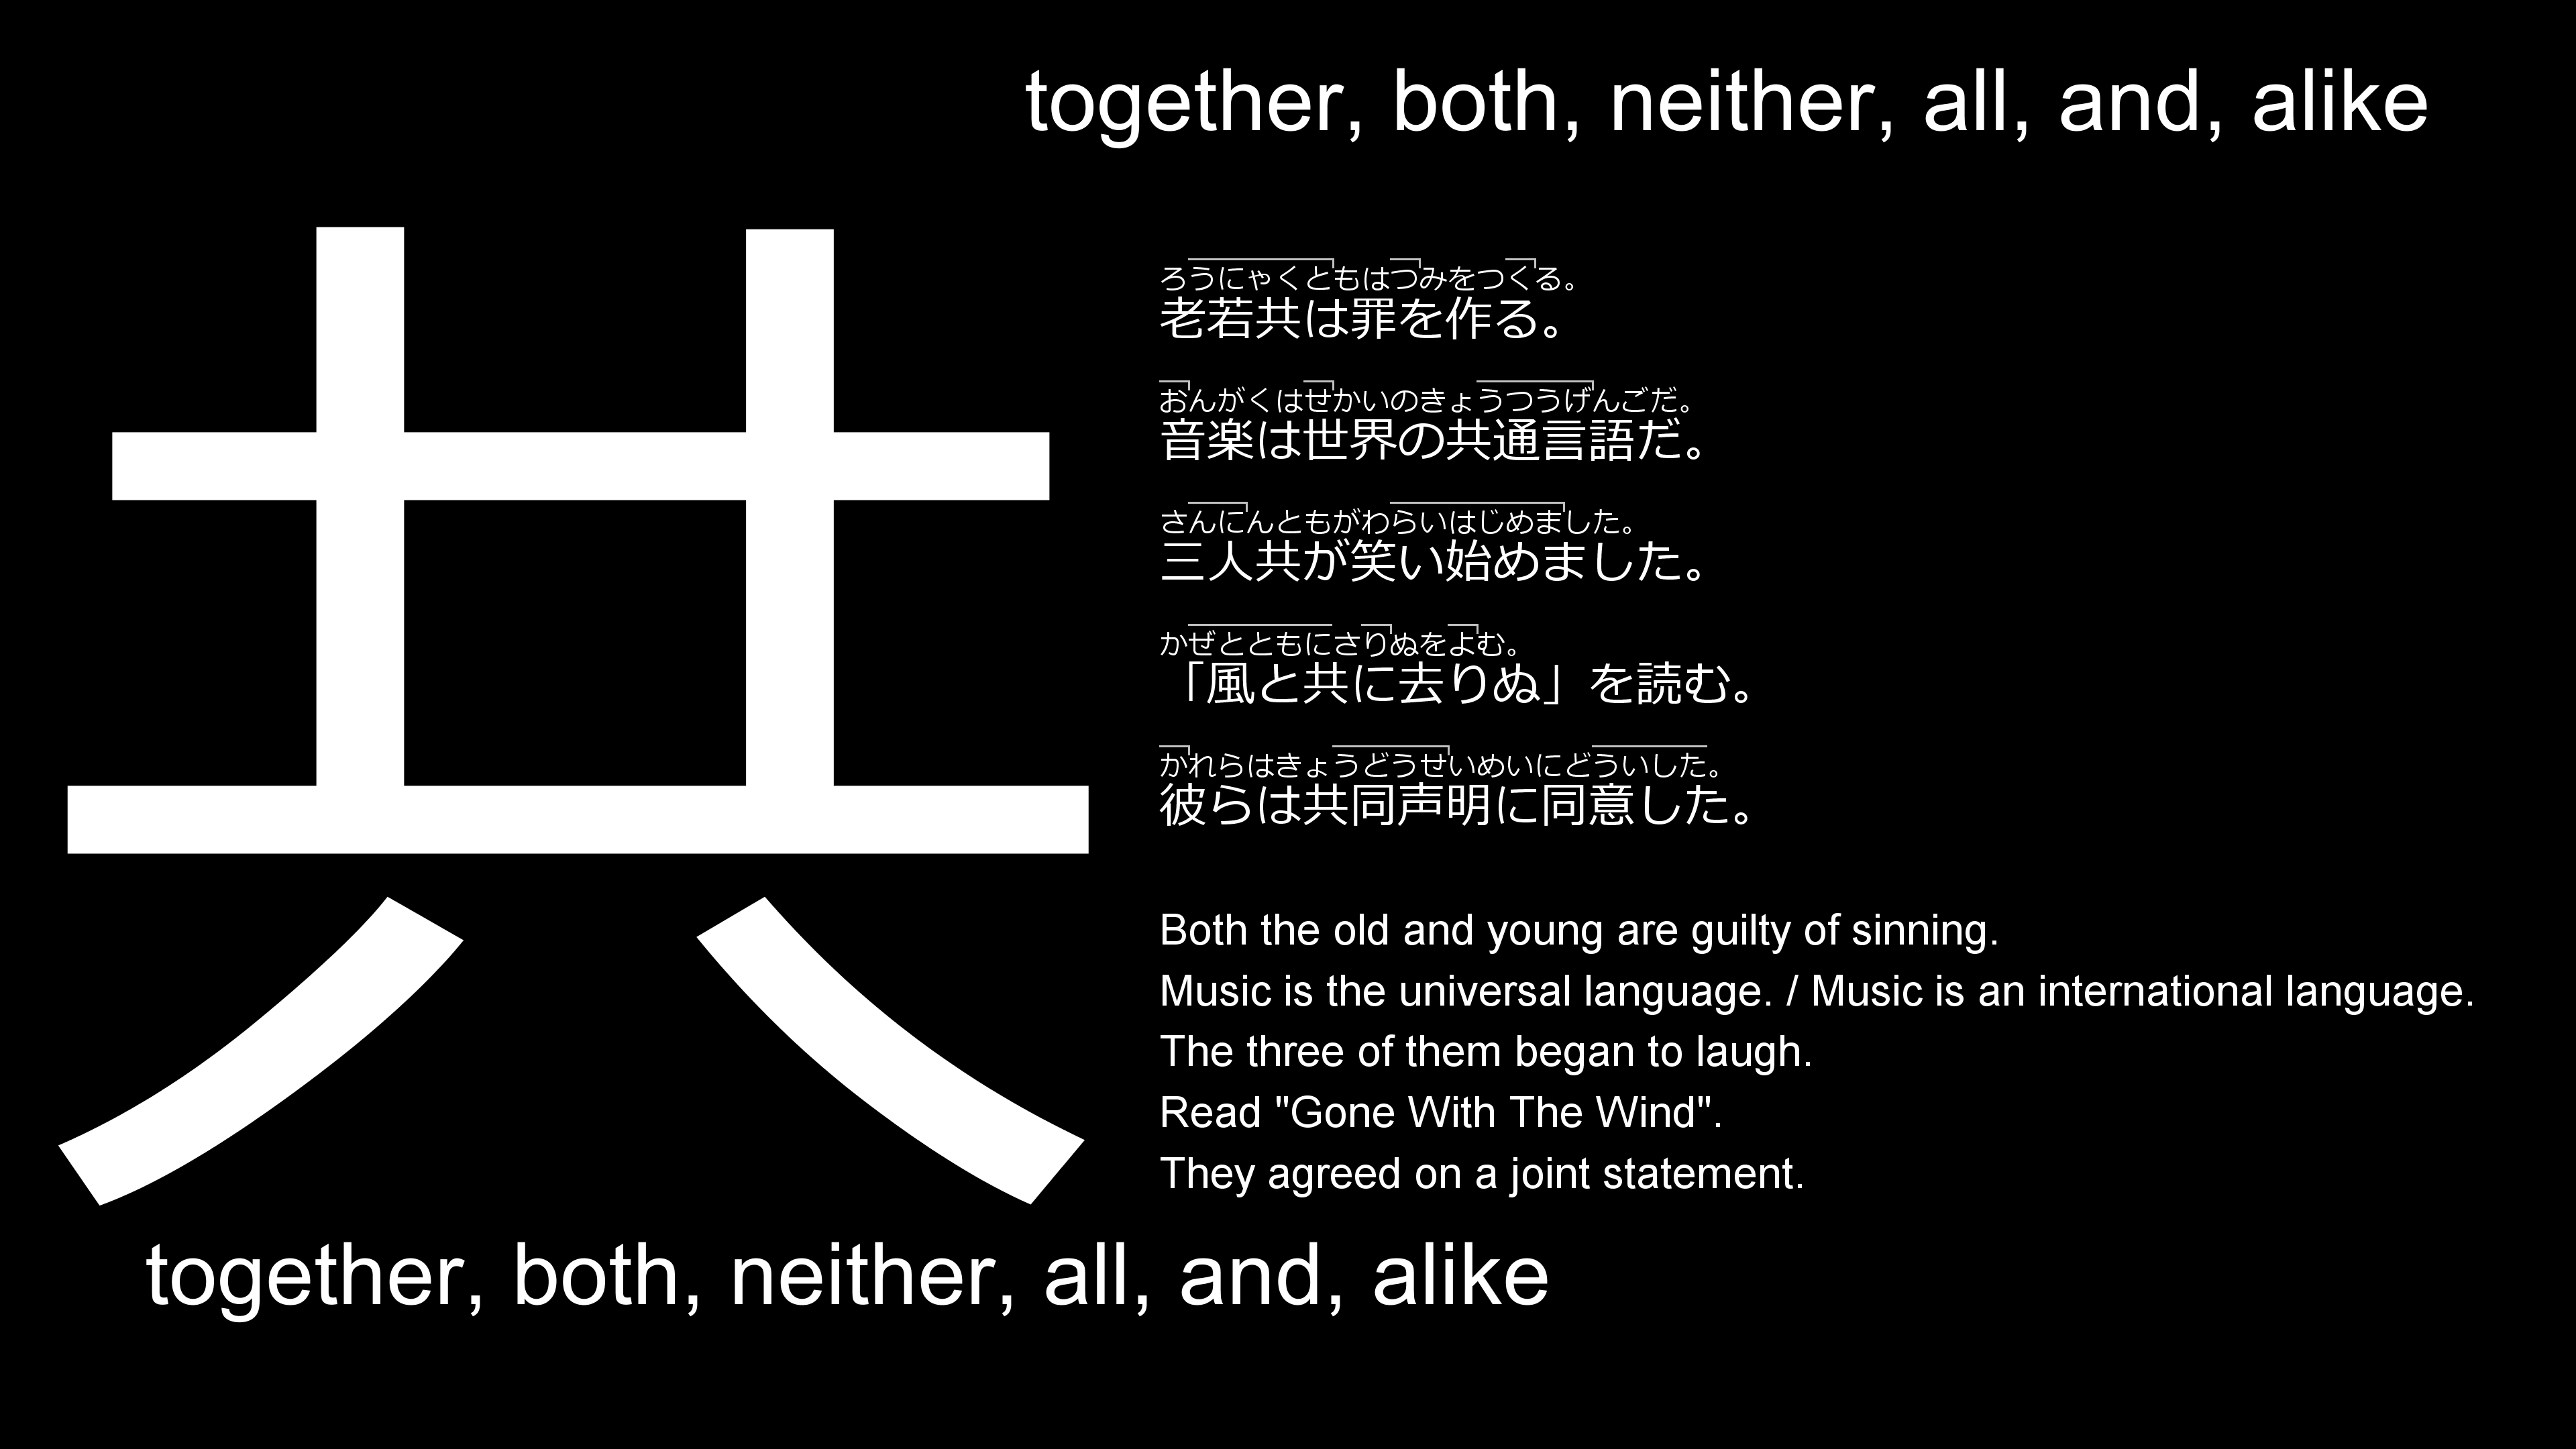 together, both, neither, all, and, alike
共
ろうにゃくともはつみをつくる。
老若共は罪を作る。
おんがくはせかいのきょうつうげんごだ。
音楽は世界の共通言語だ。
さんにんともがわらいはじめました。
三人共が笑い始めました。
かぜとともにさりぬをよむ。
「風と共に去りぬ」を読む。
かれらはきょうどうせいめいにどういした。
彼らは共同声明に同意した。
Both the old and young are guilty of sinning.
Music is the universal language. / Music is an international language.
The three of them began to laugh.
Read "Gone With The Wind".
They agreed on a joint statement.
together, both, neither, all, and, alike